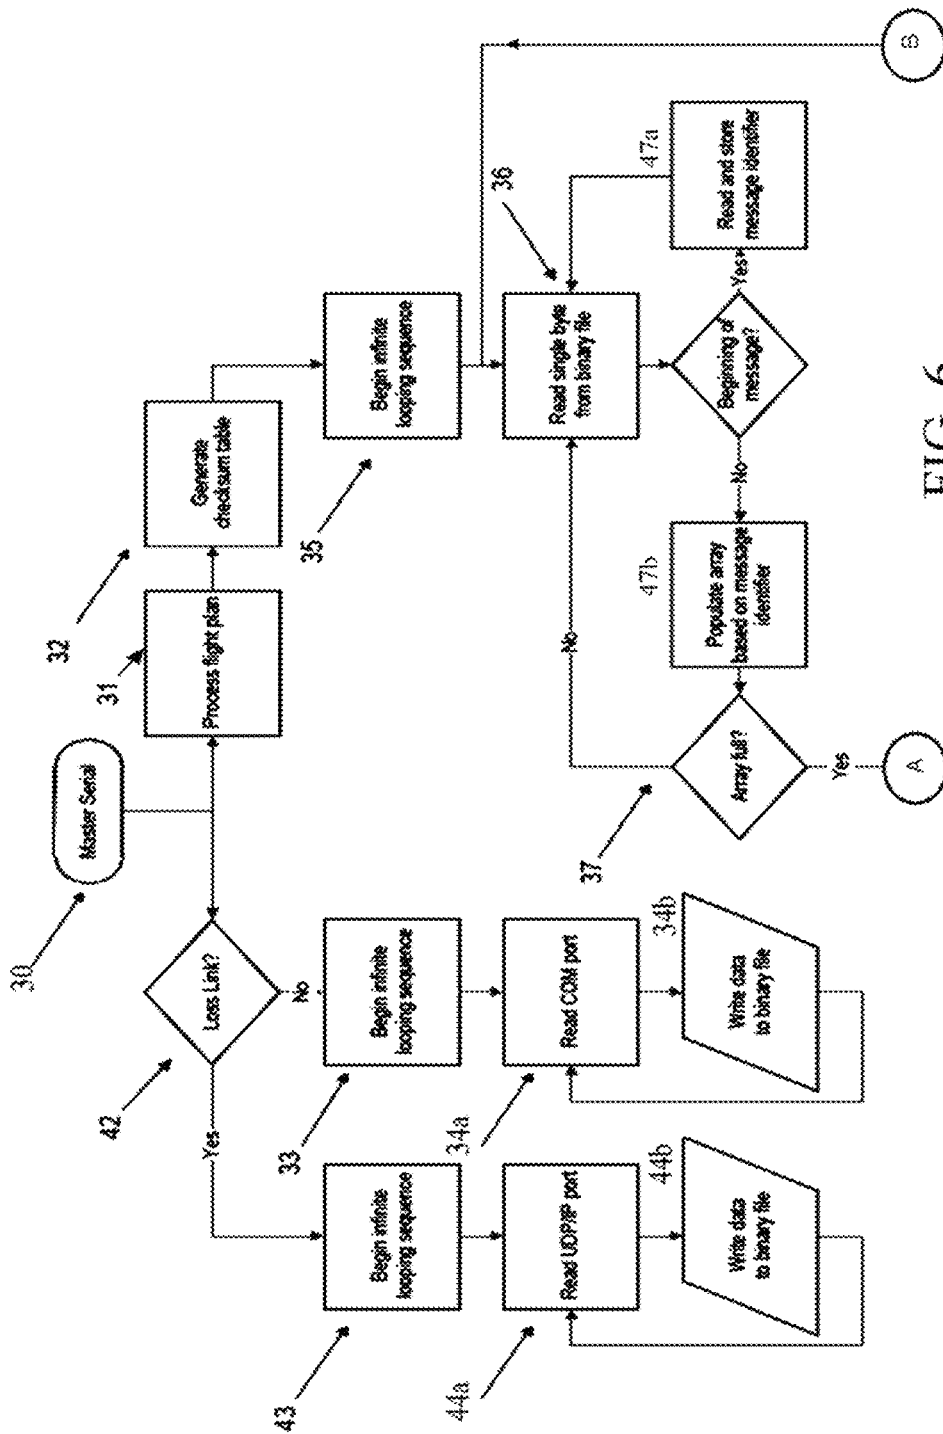 30
Master Serial
42
Loss Link?
Yes
No
31
Process flight plan
32
Generate
checksum table
43
Begin infinite
looping sequence
33
Begin infinite
looping sequence
35
Begin infinite
looping sequence
44a
Read UDP/IP port
34a
Read COM port
No
Read single byte
from binary file
36
44b
Write data
to binary file
34b
Write data
to binary file
37
Array full?
Yes
47b
Populate array
based on message
identifier
No
Beginning of
message?
Yes
47a
Read and store
message identifier
A
B
FIG. 6